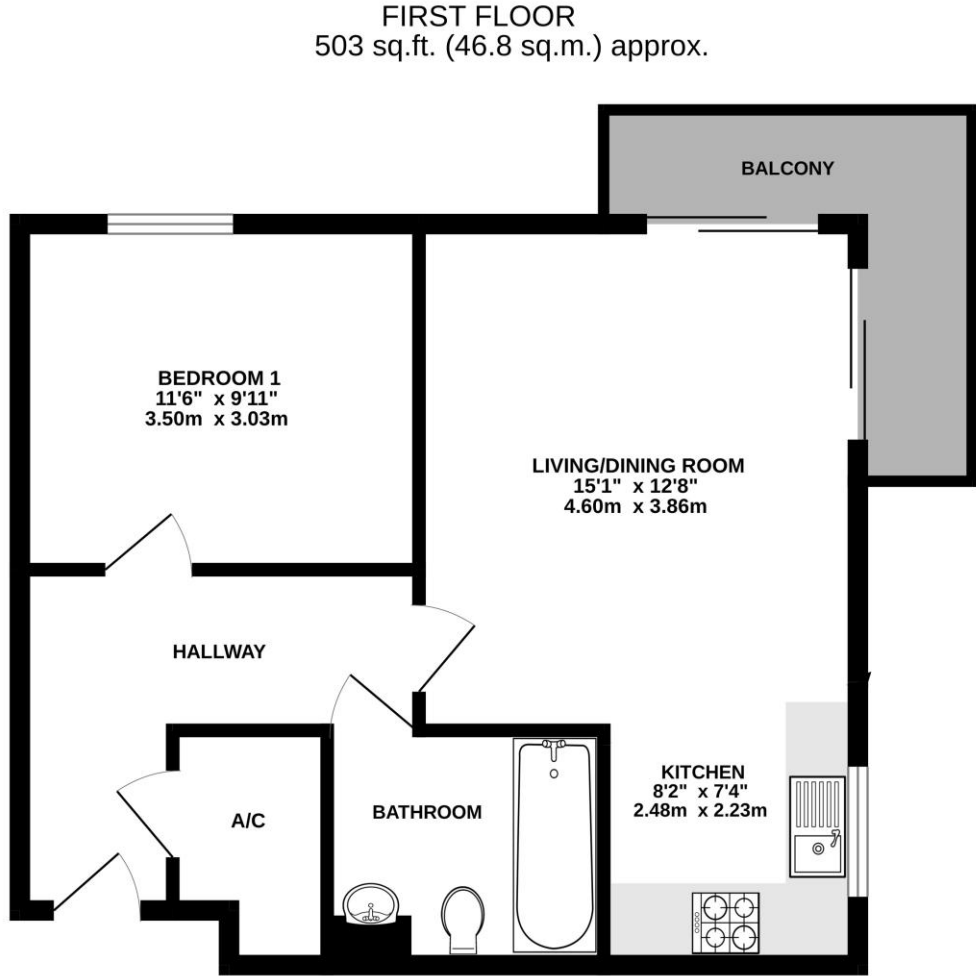 FIRST FLOOR
503 sq.ft. (46.8 sq.m.) approx.
BALCONY
BEDROOM 1
11'6" x 9'11"
3.50m x 3.03m
LIVING/DINING ROOM
15'1" x 12'8"
4.60m x 3.86m
HALLWAY
KITCHEN
8'2" x 7'4"
2.48m x 2.23m
BATHROOM
A/C